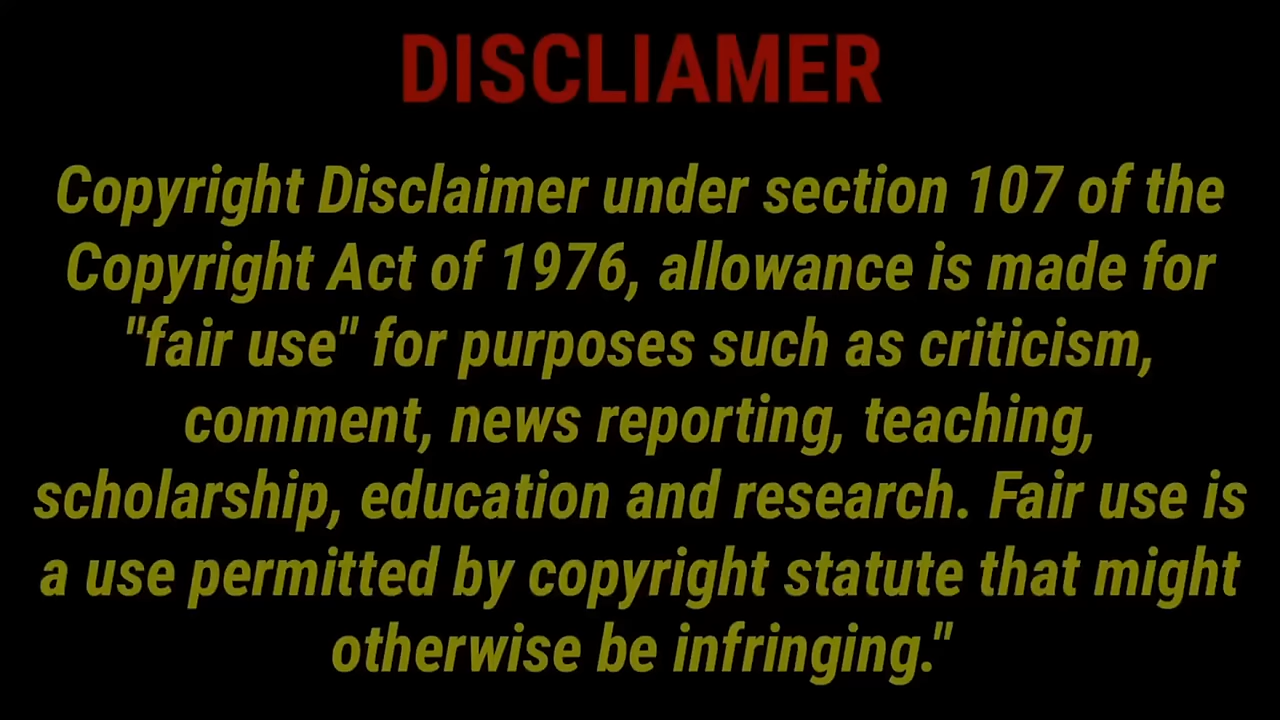 DISCLIAMER
Copyright Disclaimer under section 107 of the
Copyright Act of 1976, allowance is made for
"fair use" for purposes such as criticism,
comment, news reporting, teaching,
scholarship, education and research. Fair use is
a use permitted by copyright statute that might
otherwise be infringing."